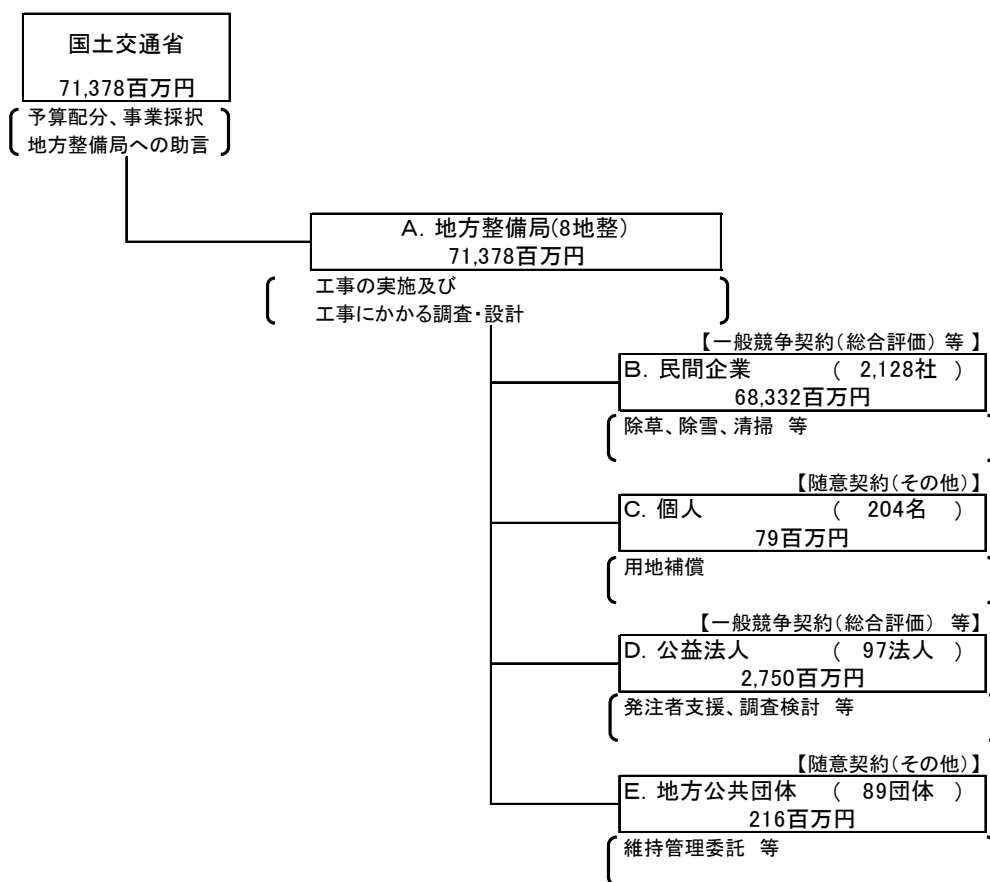 国土交通省
71,378百万円
予算配分、事業採択
地方整備局への助言
A. 地方整備局(8地整)
71,378百万円
工事の実施及び
工事にかかる調査・設計
【一般競争契約(総合評価) 等 】
B. 民間企業 ( 2,128社 )
68,332百万円
除草、除雪、清掃 等
【随意契約(その他)】
C. 個人 ( 204名 )
79百万円
用地補償
【一般競争契約(総合評価) 等】
D. 公益法人 ( 97法人 )
2,750百万円
発注者支援、調査検討 等
【随意契約(その他)】
E. 地方公共団体 ( 89団体 )
216百万円
維持管理委託 等